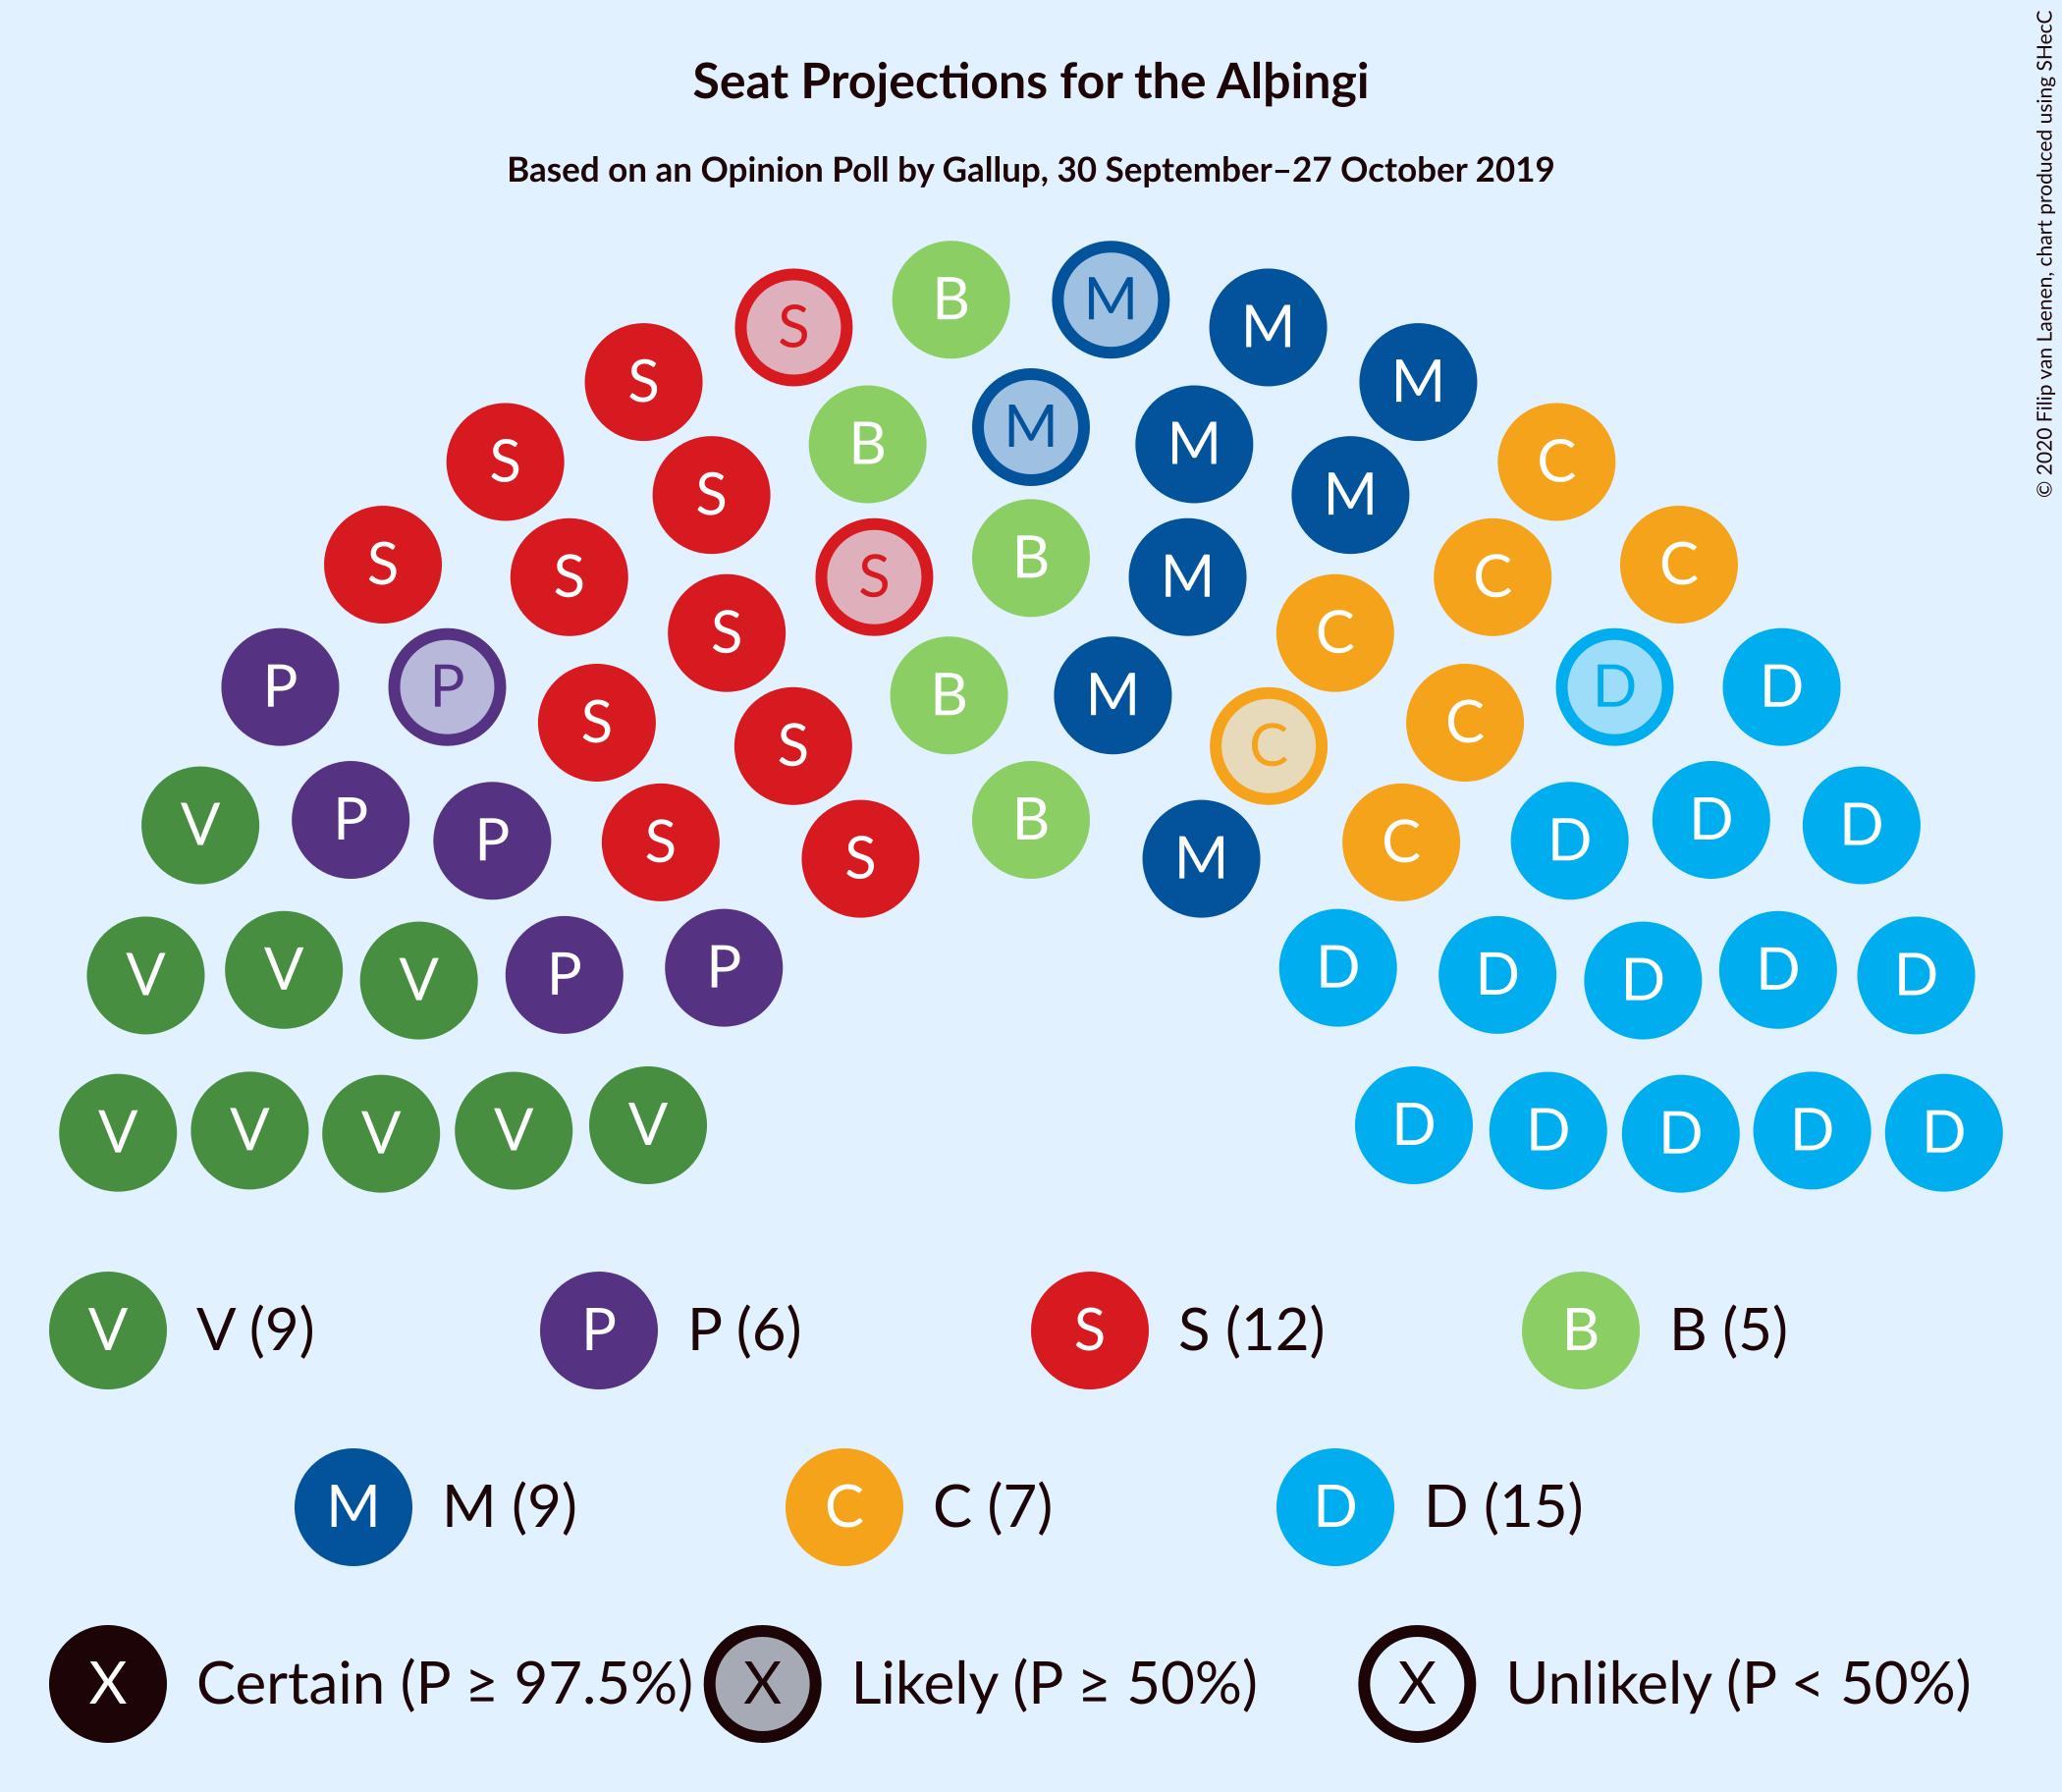 © 2020 Filip van Laenen, chart produced using SHecC
Seat Projections for the Alþingi
Based on an Opinion Poll by Gallup, 30 September–27 October 2019
B M
S M
S M
M
B M
S C
S M
B
S C
S S M C
S C
P P D D
B M
S C
S C
V P B D D
P S C D
S M
V V V P P D D D D D
V V V V V D D D D D
V V (9) P P (6) S S (12) B B (5)
M M (9) C C (7) D D (15)
X Certain (P ≥ 97.5%) X Likely (P ≥ 50%) X Unlikely (P < 50%)